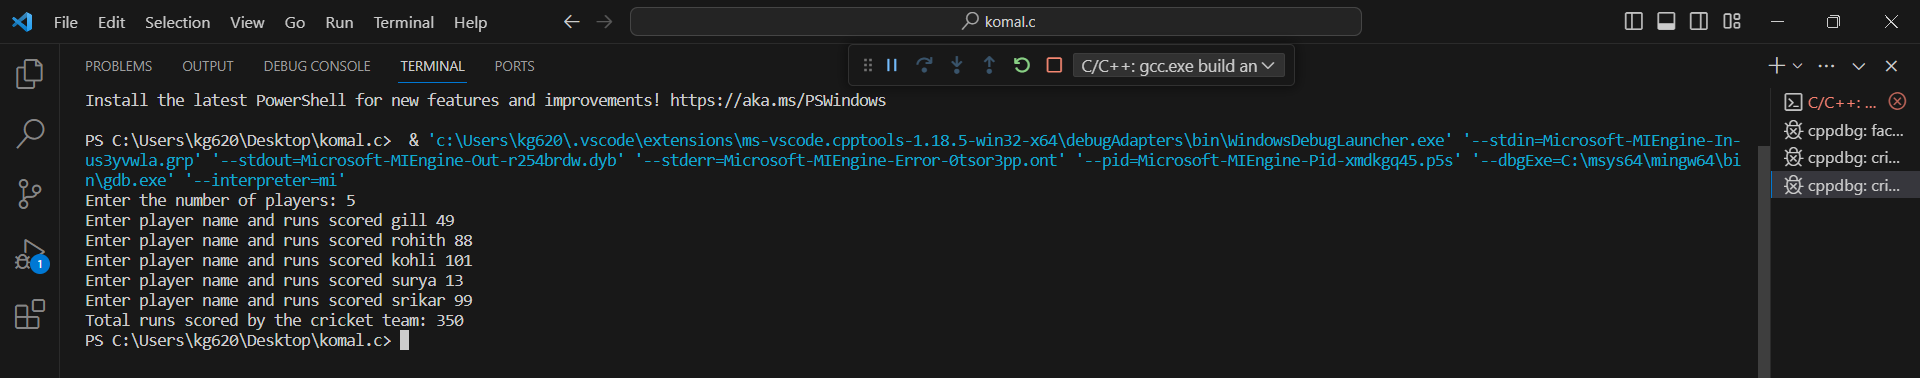 File Edit Selection View Go Run Terminal Help
komal.c
PROBLEMS OUTPUT DEBUG CONSOLE TERMINAL PORTS
C/C++: gcc.exe build an
Install the latest PowerShell for new features and improvements! https://aka.ms/PSWindows
PS C:\Users\kg620\Desktop\komal.c>  & 'c:\Users\kg620\.vscode\extensions\ms-vscode.cpptools-1.18.5-win32-x64\debugAdapters\bin\WindowsDebugLauncher.exe' '--stdin=Microsoft-MIEngine-In-
us3yvwla.grp' '--stdout=Microsoft-MIEngine-Out-r254brdw.dyb' '--stderr=Microsoft-MIEngine-Error-0tsor3pp.ont' '--pid=Microsoft-MIEngine-Pid-xmdkgq45.p5s' '--dbgExe=C:\msys64\mingw64\bi
n\gdb.exe' '--interpreter=mi'
Enter the number of players: 5
Enter player name and runs scored gill 49
Enter player name and runs scored rohith 88
Enter player name and runs scored kohli 101
Enter player name and runs scored surya 13
Enter player name and runs scored srikar 99
Total runs scored by the cricket team: 350
PS C:\Users\kg620\Desktop\komal.c>
C/C++: ...
cppdbg: fac...
cppdbg: cri...
cppdbg: cri...
1